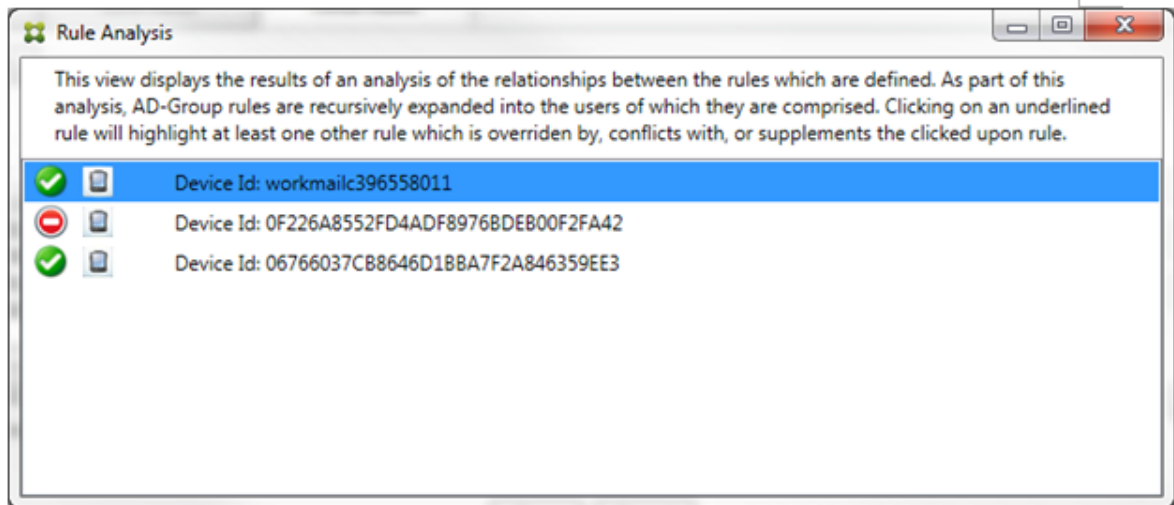 Rule Analysis
This view displays the results of an analysis of the relationships between the rules which are defined. As part of this
analysis, AD-Group rules are recursively expanded into the users of which they are comprised. Clicking on an underlined
rule will highlight at least one other rule which is overriden by, conflicts with, or supplements the clicked upon rule.
Device Id: workmailc396558011
Device Id: 0F226A8552FD4ADF8976BDEB00F2FA42
Device Id: 06766037CB8646D1BBA7F2A846359EE3